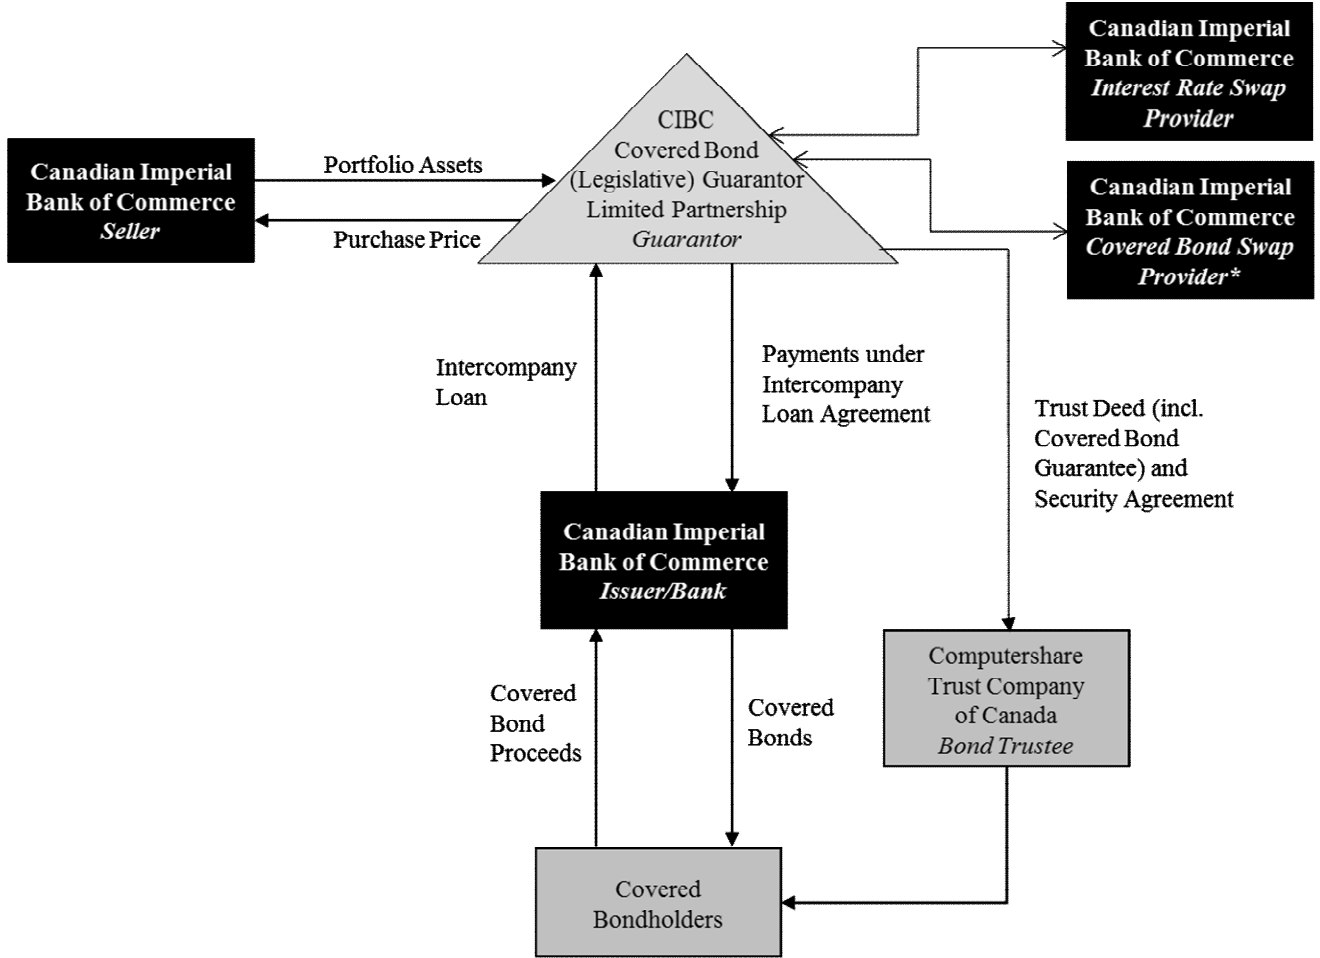 Canadian Imperial
Bank of Commerce
Interest Rate Swap
Provider
CIBC
Covered Bond
(Legislative) Guarantor
Limited Partnership
Guarantor
Canadian Imperial
Bank of Commerce
Seller
Portfolio Assets
Purchase Price
Canadian Imperial
Bank of Commerce
Covered Bond Swap
Provider*
Intercompany
Loan
Payments under
Intercompany
Loan Agreement
Trust Deed (incl.
Covered Bond
Guarantee) and
Security Agreement
Canadian Imperial
Bank of Commerce
Issuer/Bank
Covered
Bond
Proceeds
Covered
Bonds
Computershare
Trust Company
of Canada
Bond Trustee
Covered
Bondholders